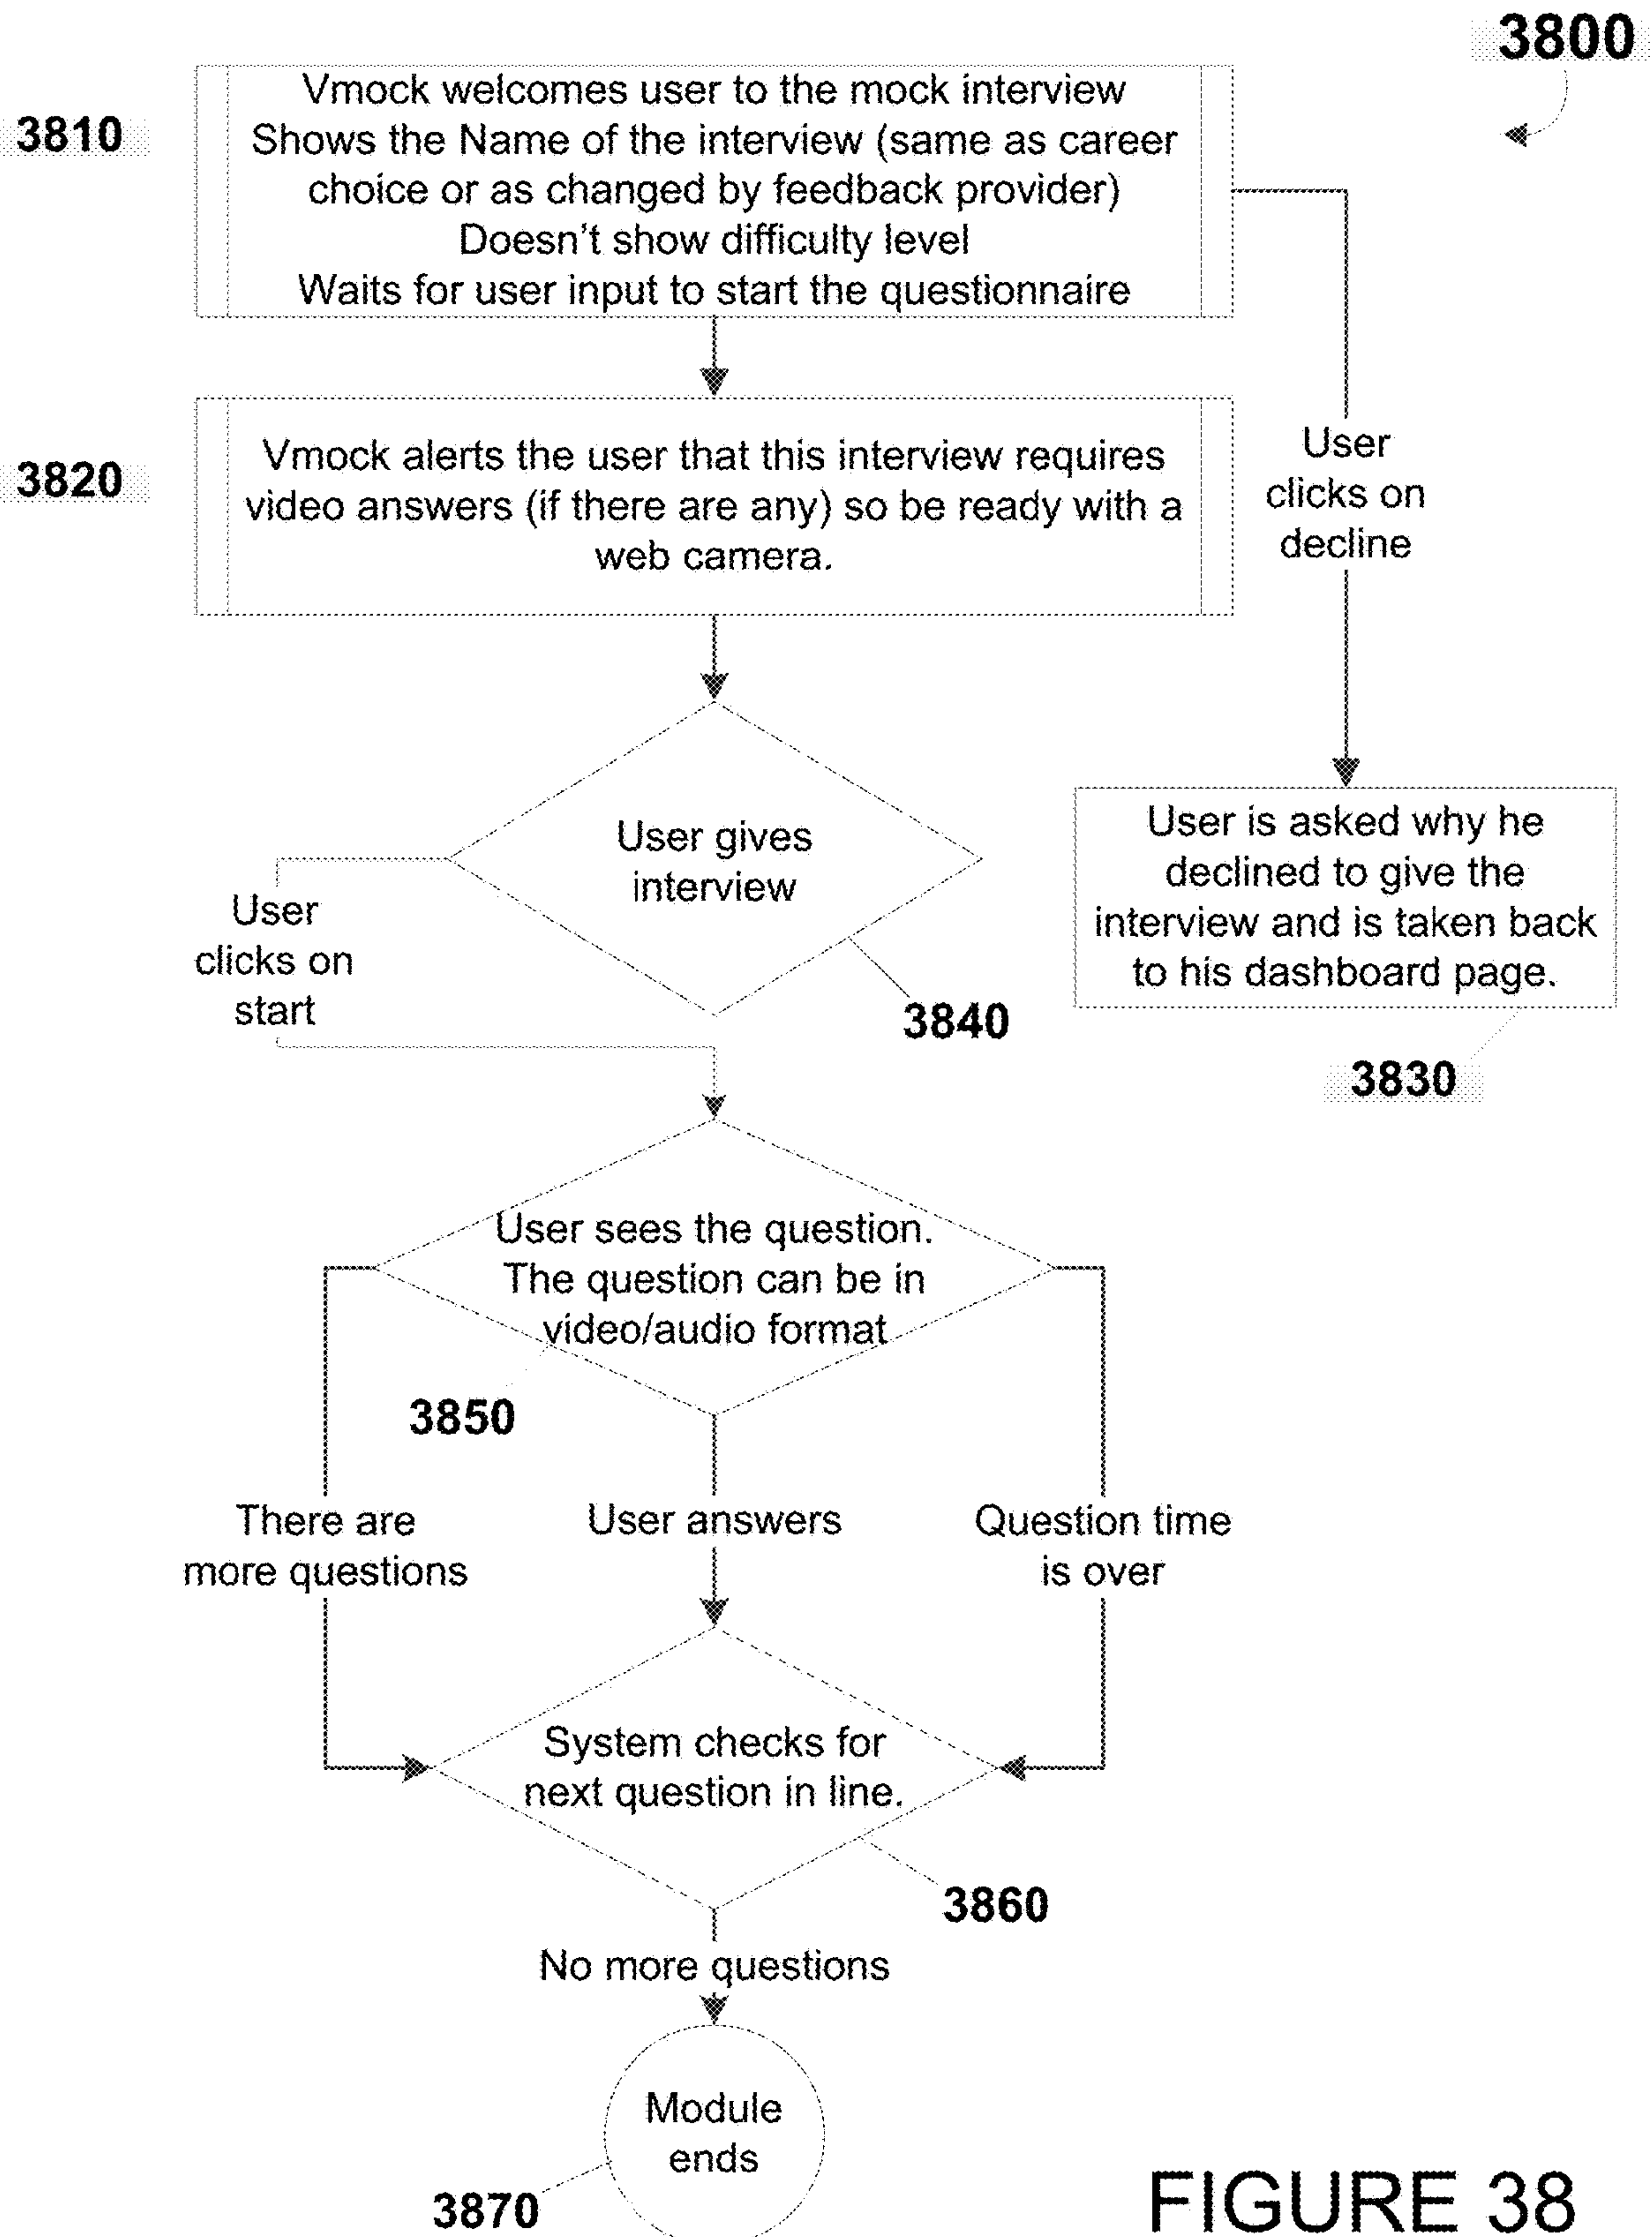 3800
3810
Vmock welcomes user to the mock interview
Shows the Name of the interview (same as career
choice or as changed by feedback provider)
Doesn't show difficulty level
Waits for user input to start the questionnaire
3820
Vmock alerts the user that this interview requires
video answers (if there are any) so be ready with a
web camera.
User
clicks on
decline
User gives
interview
3840
User is asked why he
declined to give the
interview and is taken back
to his dashboard page.
3830
User
clicks on
start
User sees the question.
The question can be in
video/audio format
3850
There are
more questions
User answers
Question time
is over
System checks for
next question in line.
3860
No more questions
Module
ends
3870
FIGURE 38